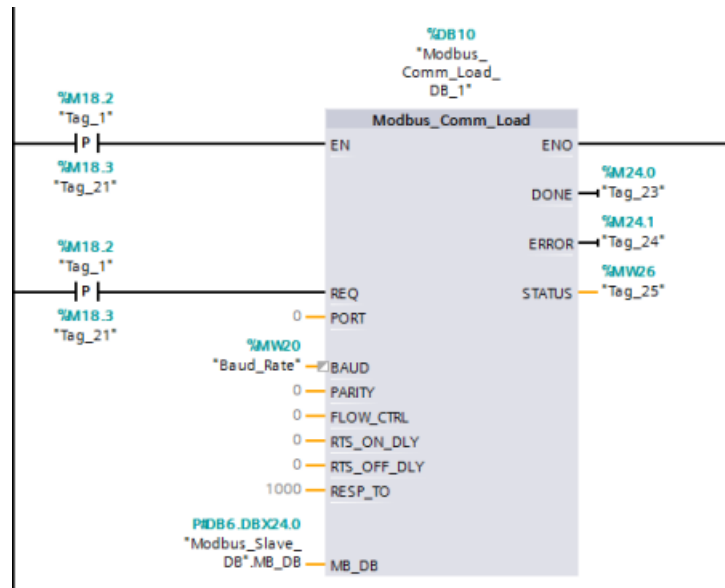 %DB10
"Modbus_
Comm_Load_
DB_1"
Modbus_Comm_Load
%M18.2
"Tag_1"
P
%M18.3
"Tag_21"
EN
ENO
%M24.0
DONE
"Tag_23"
%M24.1
ERROR
"Tag_24"
%M18.2
"Tag_1"
P
%M18.3
"Tag_21"
REQ
%MW26
STATUS
"Tag_25"
0
PORT
%MW20
"Baud_Rate"
BAUD
0
PARITY
0
FLOW_CTRL
0
RTS_ON_DLY
0
RTS_OFF_DLY
1000
RESP_TO
P#DB6.DBX24.0
"Modbus_Slave_
DB".MB_DB
MB_DB